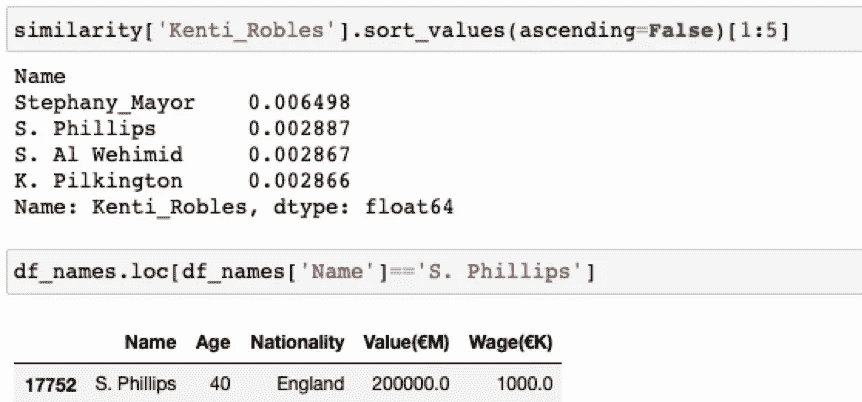 similarity['Kenti_Robles'].sort_values(ascending=False)[1:5]
Name
Stephany_Mayor 0.006498
S. Phillips 0.002887
S. Al Wehimid 0.002867
K. Pilkington 0.002866
Name: Kenti_Robles, dtype: float64
df_names.loc[df_names['Name']=='S. Phillips']
Name Age Nationality Value(€M) Wage(€K)
17752 S. Phillips 40 England 200000.0 1000.0